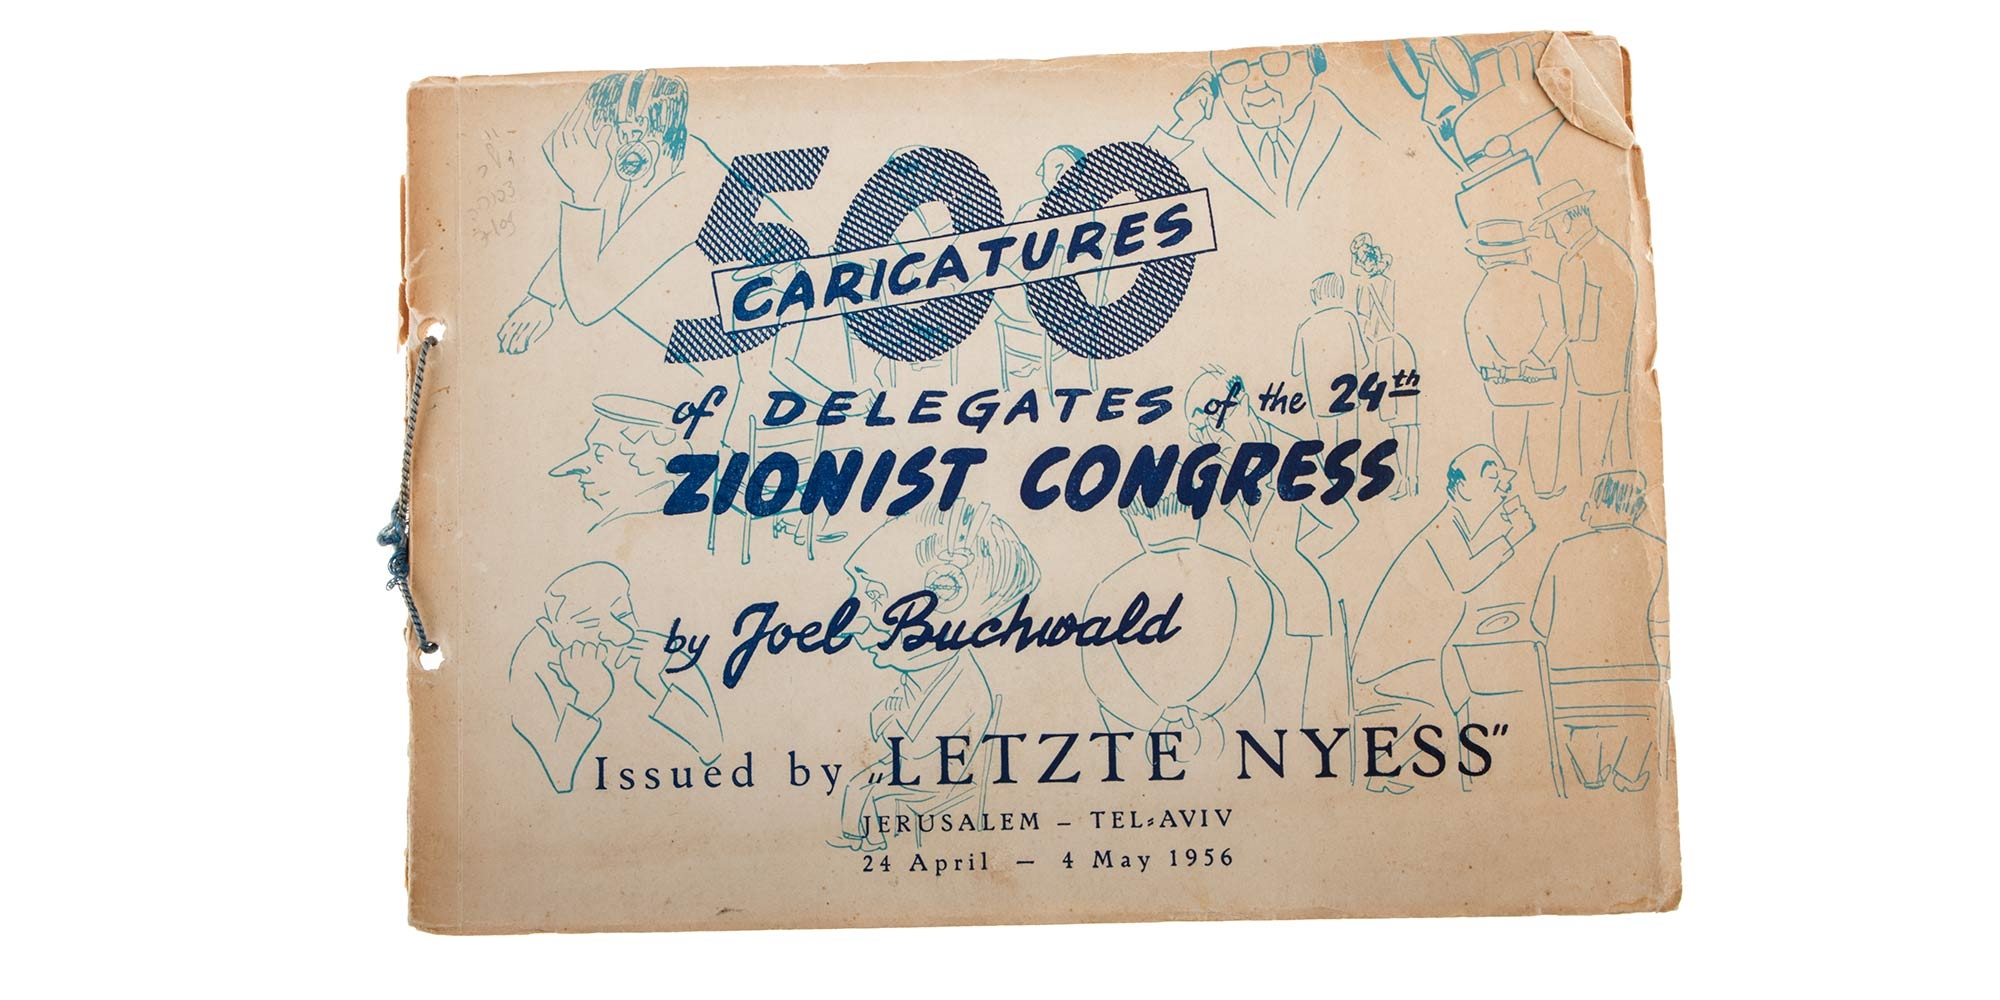 500
CARICATURES
of DELEGATES of the 24th
ZIONIST CONGRESS
by Joel Buchwald
Issued by „LETZTE NYESS”
JERUSALEM – TEL-AVIV
24 April – 4 May 1956